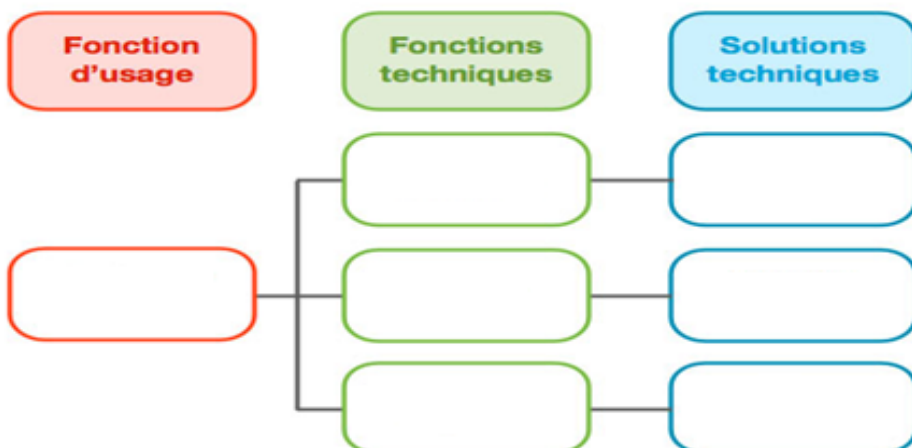 Fonction
d'usage
Fonctions
techniques
Solutions
techniques